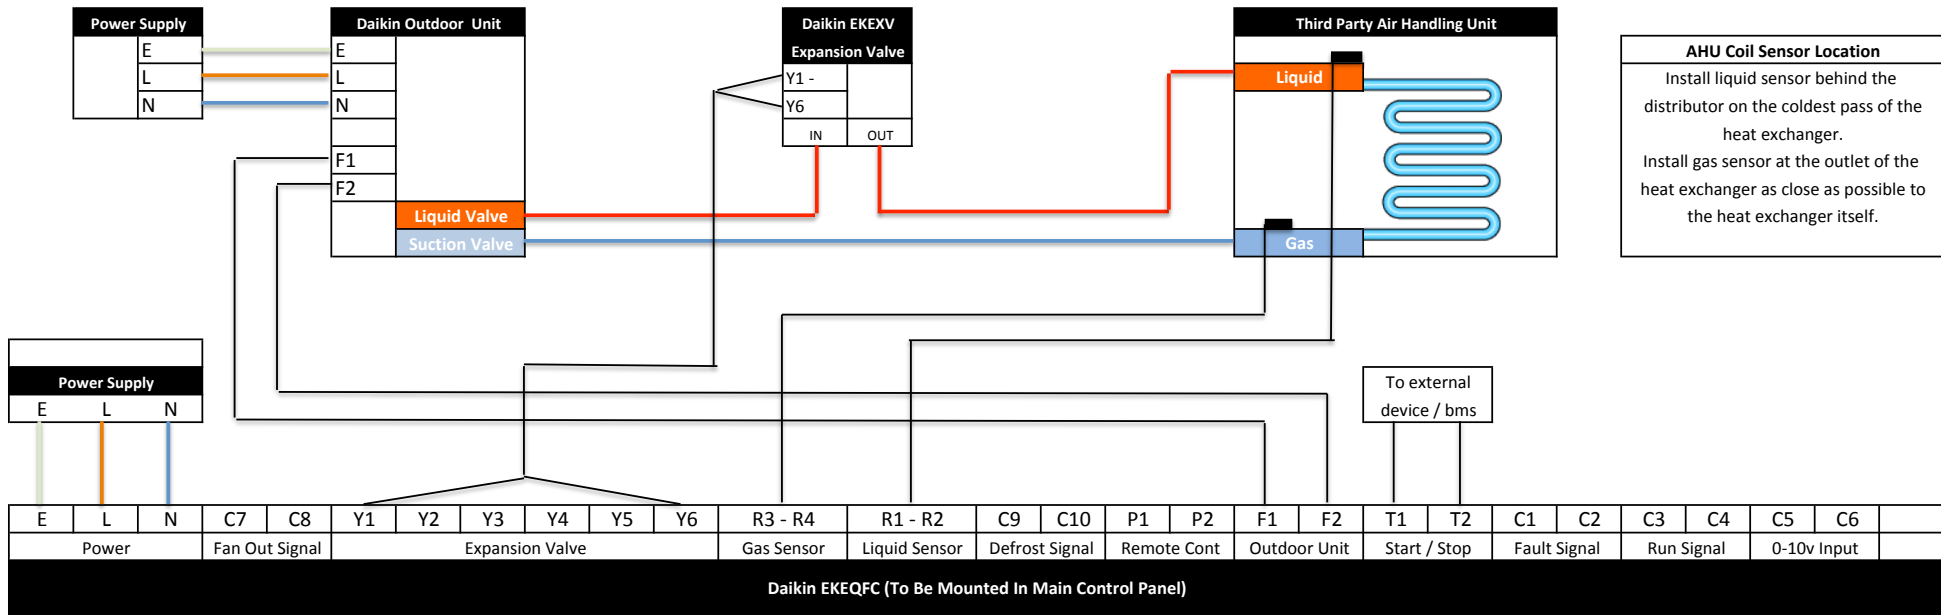 Power Supply
E
L
N
Daikin Outdoor Unit
E
L
N
F1
F2
Liquid Valve
Suction Valve
Daikin EKEXV
Expansion Valve
Y1 -
Y6
IN OUT
Third Party Air Handling Unit
Liquid
Gas
AHU Coil Sensor Location
Install liquid sensor behind the
distributor on the coldest pass of the
heat exchanger.
Install gas sensor at the outlet of the
heat exchanger as close as possible to
the heat exchanger itself.
Power Supply
E L N
To external
device / bms
E L N C7 C8 Y1 Y2 Y3 Y4 Y5 Y6 R3 - R4 R1 - R2 C9 C10 P1 P2 F1 F2 T1 T2 C1 C2 C3 C4 C5 C6
Power Fan Out Signal Expansion Valve Gas Sensor Liquid Sensor Defrost Signal Remote Cont Outdoor Unit Start / Stop Fault Signal Run Signal 0-10v Input
Daikin EKEQFC (To Be Mounted In Main Control Panel)